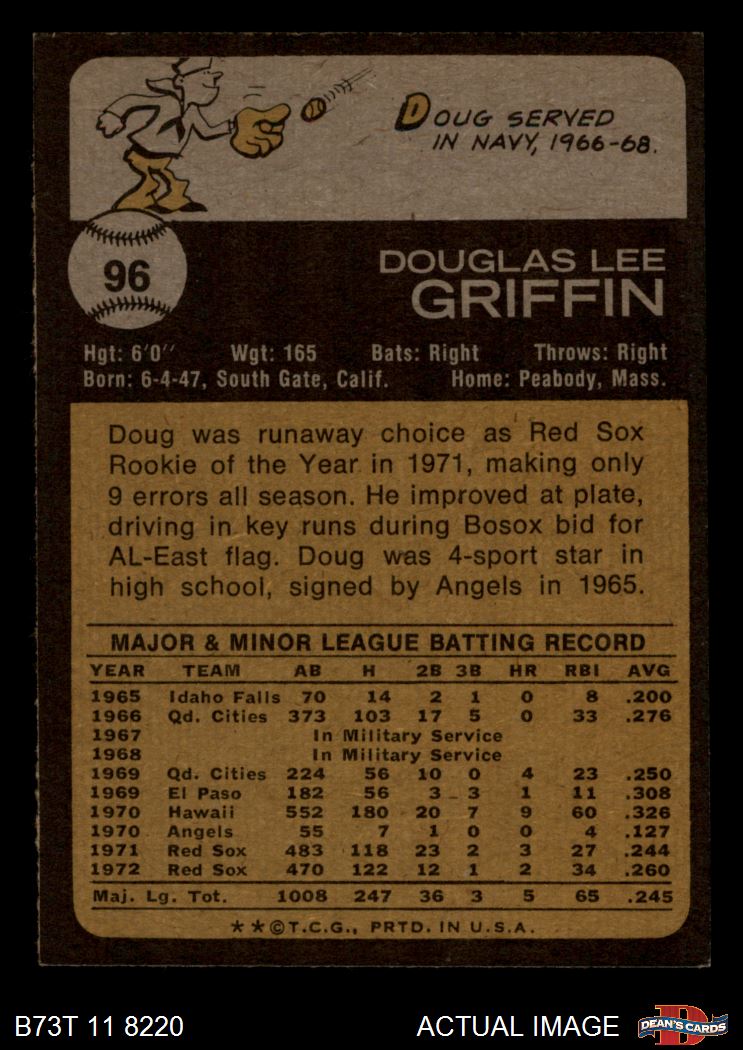 DOUG SERVED
IN NAVY, 1966-68.
96
DOUGLAS LEE
GRIFFIN
Hgt: 6'0'' Wgt: 165 Bats: Right Throws: Right
Born: 6-4-47, South Gate, Calif. Home: Peabody, Mass.
Doug was runaway choice as Red Sox
Rookie of the Year in 1971, making only
9 errors all season. He improved at plate,
driving in key runs during Bosox bid for
AL-East flag. Doug was 4-sport star in
high school, signed by Angels in 1965.
MAJOR & MINOR LEAGUE BATTING RECORD
YEAR TEAM AB H 2B 3B HR RBI AVG
1965 Idaho Falls 70 14 2 1 0 8 .200
1966 Qd. Cities 373 103 17 5 0 33 .276
1967 In Military Service
1968 In Military Service
1969 Qd. Cities 224 56 10 0 4 23 .250
1969 El Paso 182 56 3 3 1 11 .308
1970 Hawaii 552 180 20 7 9 60 .326
1970 Angels 55 7 1 0 0 4 .127
1971 Red Sox 483 118 23 2 3 27 .244
1972 Red Sox 470 122 12 1 2 34 .260
Maj. Lg. Tot. 1008 247 36 3 5 65 .245
**©T.C.G., PRTD. IN U.S.A.
B73T 11 8220 ACTUAL IMAGE
D
DEAN'S CARDS